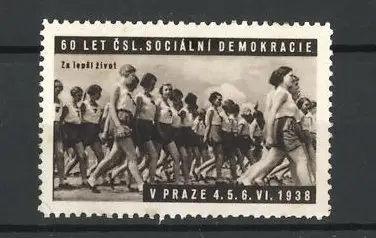 60 LET ČSL. SOCIÁLNÍ DEMOKRACIE
Za lepší život
V PRAZE 4. 5. 6. VI. 1938